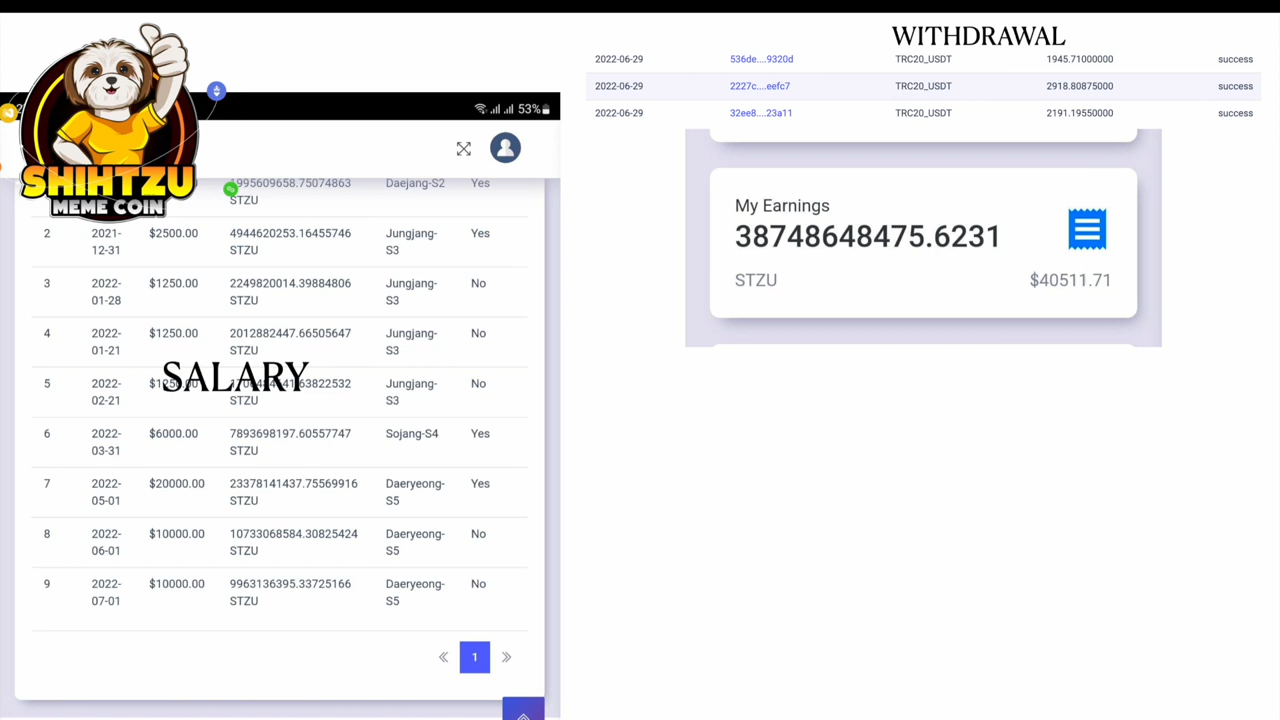 WITHDRAWAL
2022-06-29 536de....9320d TRC20_USDT 1945.71000000 success
2022-06-29 2227c....eefc7 TRC20_USDT 2918.80875000 success
2022-06-29 32ee8....23a11 TRC20_USDT 2191.19550000 success
53%
SHIHTZU
MEME COIN
1995609658.75074863 Daejang-S2 Yes
STZU
2 2021- $2500.00 4944620253.16455746 Jungjang- Yes
12-31 STZU S3
3 2022- $1250.00 2249820014.39884806 Jungjang- No
01-28 STZU S3
4 2022- $1250.00 2012882447.66505647 Jungjang- No
01-21 STZU S3
SALARY
5 2022- $1250.00 Jungjang- No
02-21 STZU S3
6 2022- $6000.00 7893698197.60557747 Sojang-S4 Yes
03-31 STZU
7 2022- $20000.00 23378141437.75569916 Daeryeong- Yes
05-01 STZU S5
8 2022- $10000.00 10733068584.30825424 Daeryeong- No
06-01 STZU S5
9 2022- $10000.00 9963136395.33725166 Daeryeong- No
07-01 STZU S5
1
My Earnings
38748648475.6231
STZU $40511.71